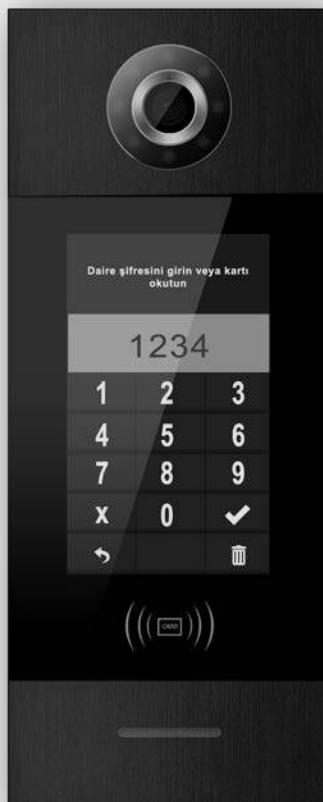 Daire şifresini girin veya kartı
okutun
1234
1 2 3
4 5 6
7 8 9
X 0
CARD